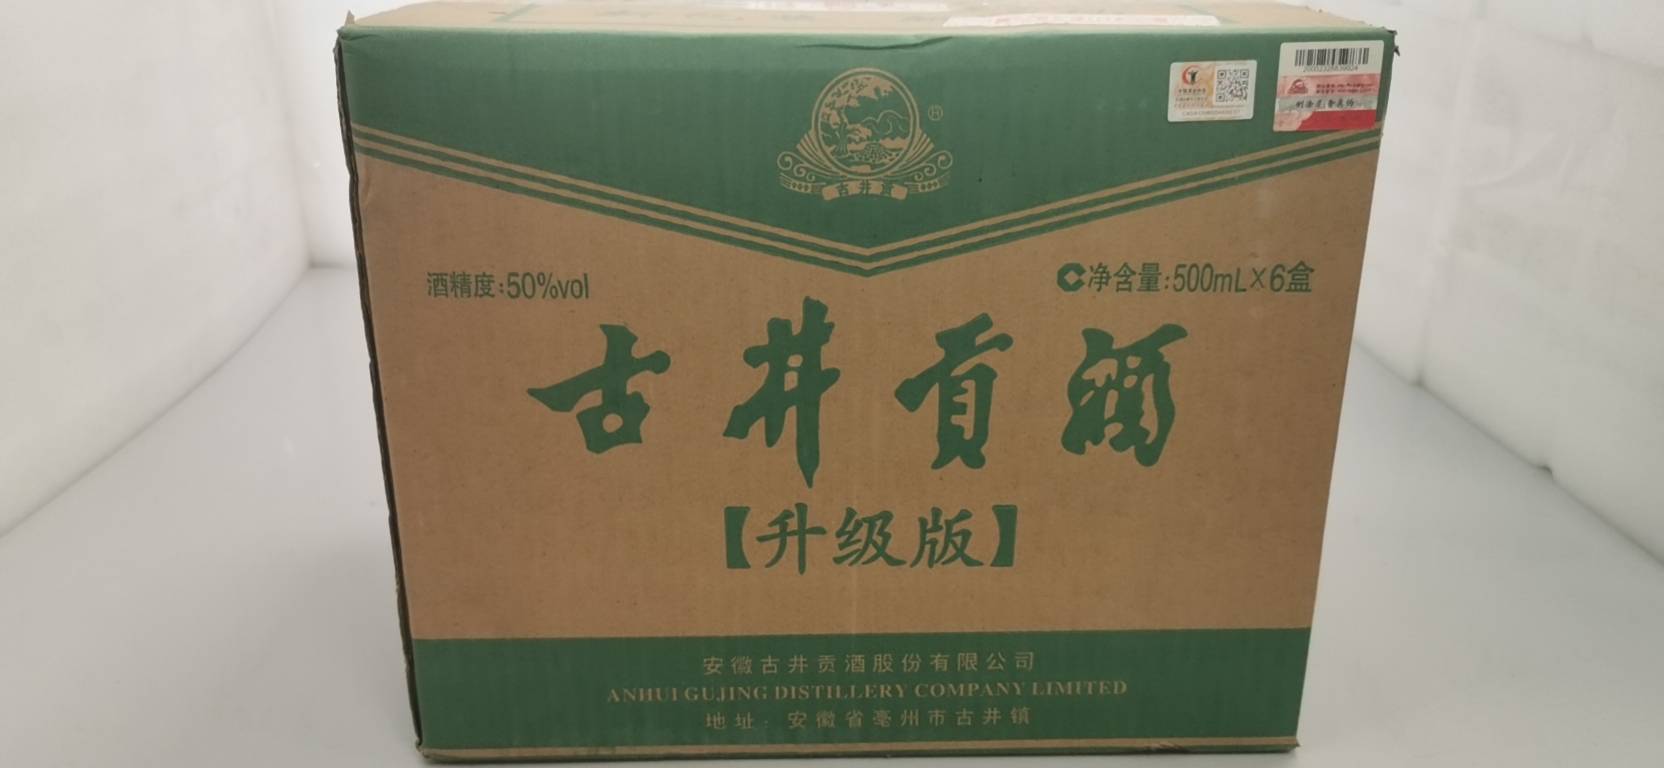 古井贡
酒精度:50%vol
净含量:500mL×6盒
古井贡酒
【升级版】
安徽古井贡酒股份有限公司
ANHUI GUJING DISTILLERY COMPANY LIMITED
地址:安徽省亳州市古井镇